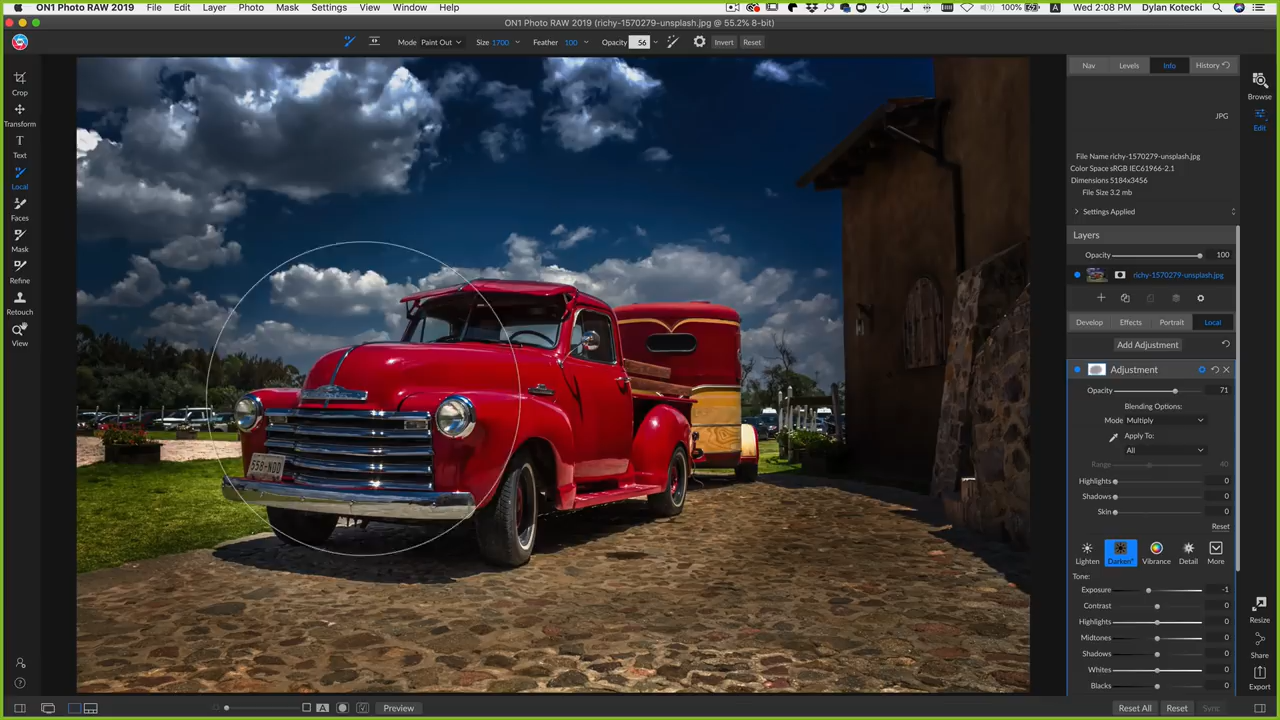 ON1 Photo RAW 2019 File Edit Layer Photo Mask Settings View Window Help 100% Wed 2:08 PM Dylan Kotecki
ON1 Photo RAW 2019 (richy-1570279-unsplash.jpg @ 55.2% 8-bit)
Mode Paint Out Size 1700 Feather 100 Opacity 56 Invert Reset
Nav Levels Info History
Crop
Transform
Text
Local
Faces
Mask
Refine
Retouch
View
JPG
File Name richy-1570279-unsplash.jpg
Color Space sRGB IEC61966-2.1
Dimensions 5184x3456
File Size 3.2 mb
Settings Applied
Layers
Opacity 100
richy-1570279-unsplash.jpg
Develop Effects Portrait Local
Add Adjustment
Adjustment
Opacity 71
Blending Options:
Mode Multiply
Apply To:
All
Range 40
Highlights 0
Shadows 0
Skin 0
Reset
Lighten Darken* Vibrance Detail More
Tone:
Exposure -1
Contrast 0
Highlights 0
Midtones 0
Shadows 0
Whites 0
Blacks 0
Browse
Edit
Resize
Share
Export
558-NDD
Preview
Reset All Reset Sync